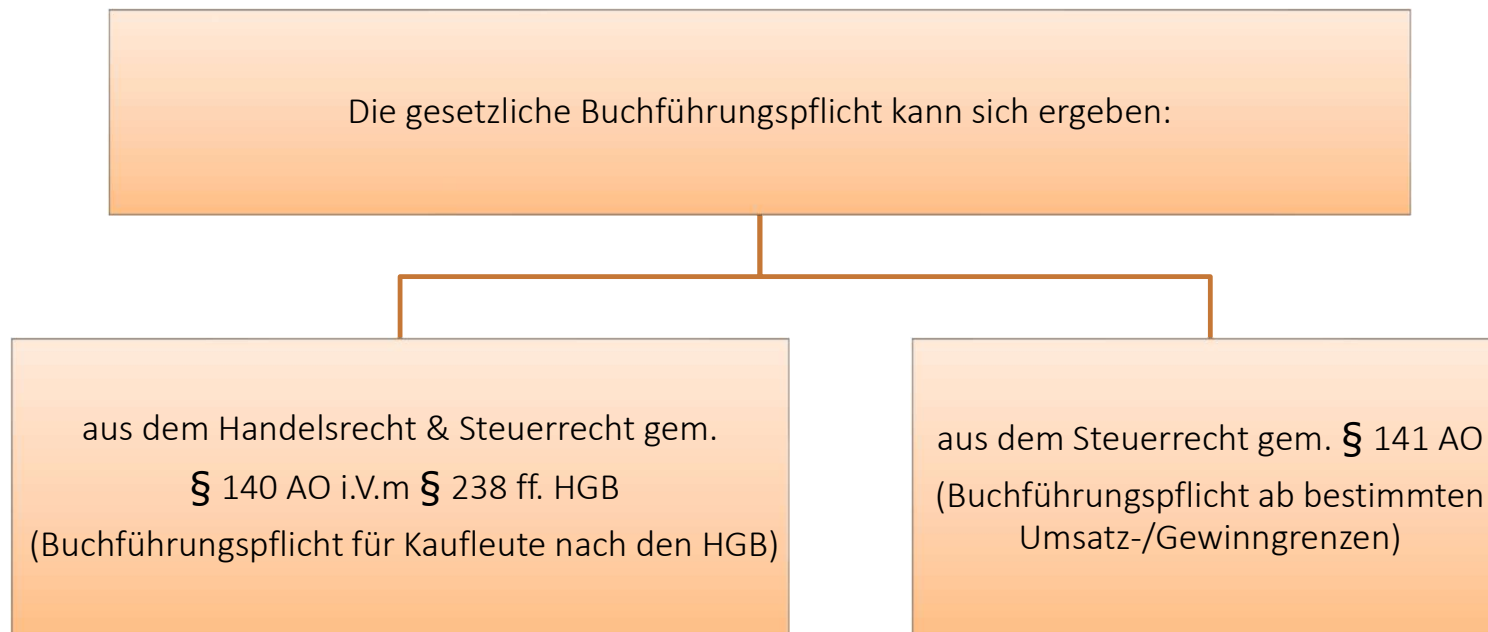 Die gesetzliche Buchführungspflicht kann sich ergeben:
aus dem Handelsrecht & Steuerrecht gem.
§ 140 AO i.V.m § 238 ff. HGB
(Buchführungspflicht für Kaufleute nach den HGB)
aus dem Steuerrecht gem. § 141 AO
(Buchführungspflicht ab bestimmten
Umsatz-/Gewinngrenzen)